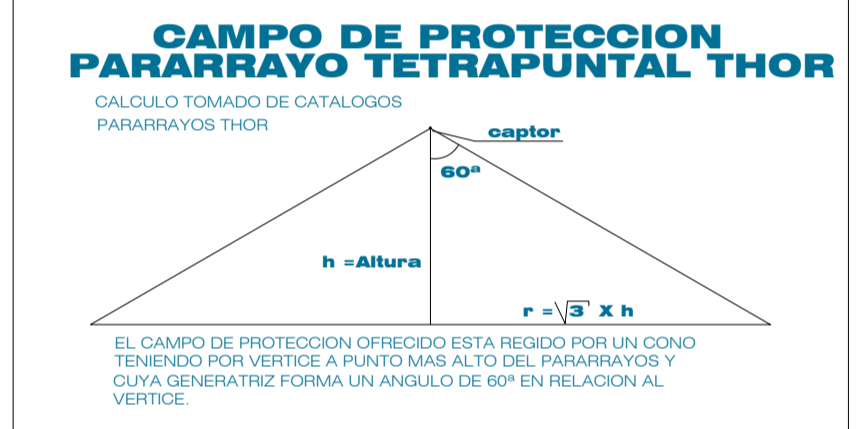 CAMPO DE PROTECCION
PARARRAYO TETRAPUNTAL THOR
CALCULO TOMADO DE CATALOGOS
PARARRAYOS THOR
captor
60ª
h =Altura
r =√3 X h
EL CAMPO DE PROTECCION OFRECIDO ESTA REGIDO POR UN CONO
TENIENDO POR VERTICE A PUNTO MAS ALTO DEL PARARRAYOS Y
CUYA GENERATRIZ FORMA UN ANGULO DE 60ª EN RELACION AL
VERTICE.